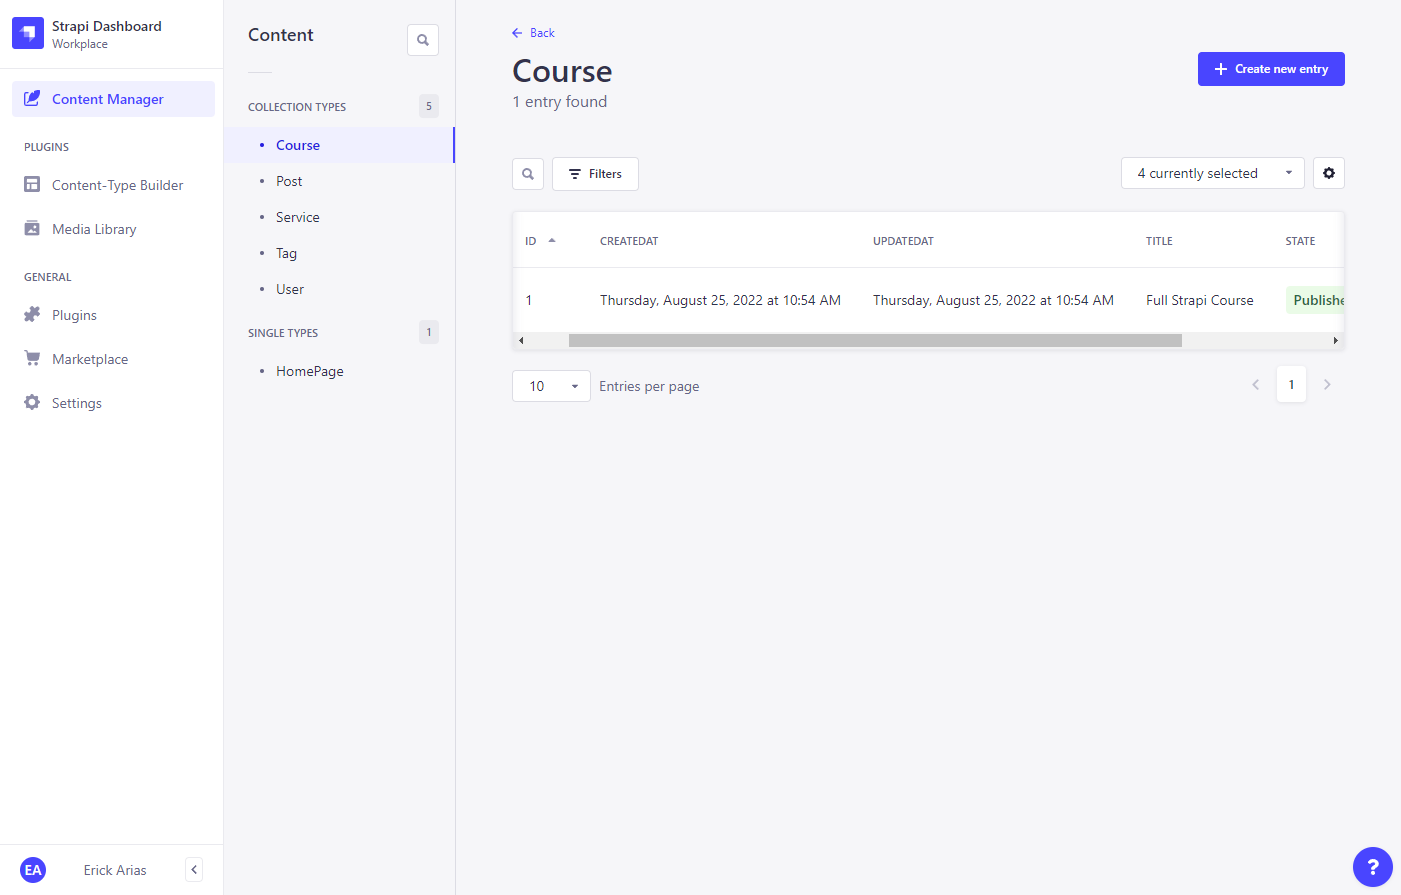 Strapi Dashboard
Workplace
Content Manager
PLUGINS
Content-Type Builder
Media Library
GENERAL
Plugins
Marketplace
Settings
EA
Erick Arias
Content
COLLECTION TYPES
5
Course
Post
Service
Tag
User
SINGLE TYPES
1
HomePage
Back
Course
1 entry found
Create new entry
Filters
4 currently selected
ID CREATEDAT UPDATEDAT TITLE STATE
1 Thursday, August 25, 2022 at 10:54 AM Thursday, August 25, 2022 at 10:54 AM Full Strapi Course Publishe
10 Entries per page
1
?